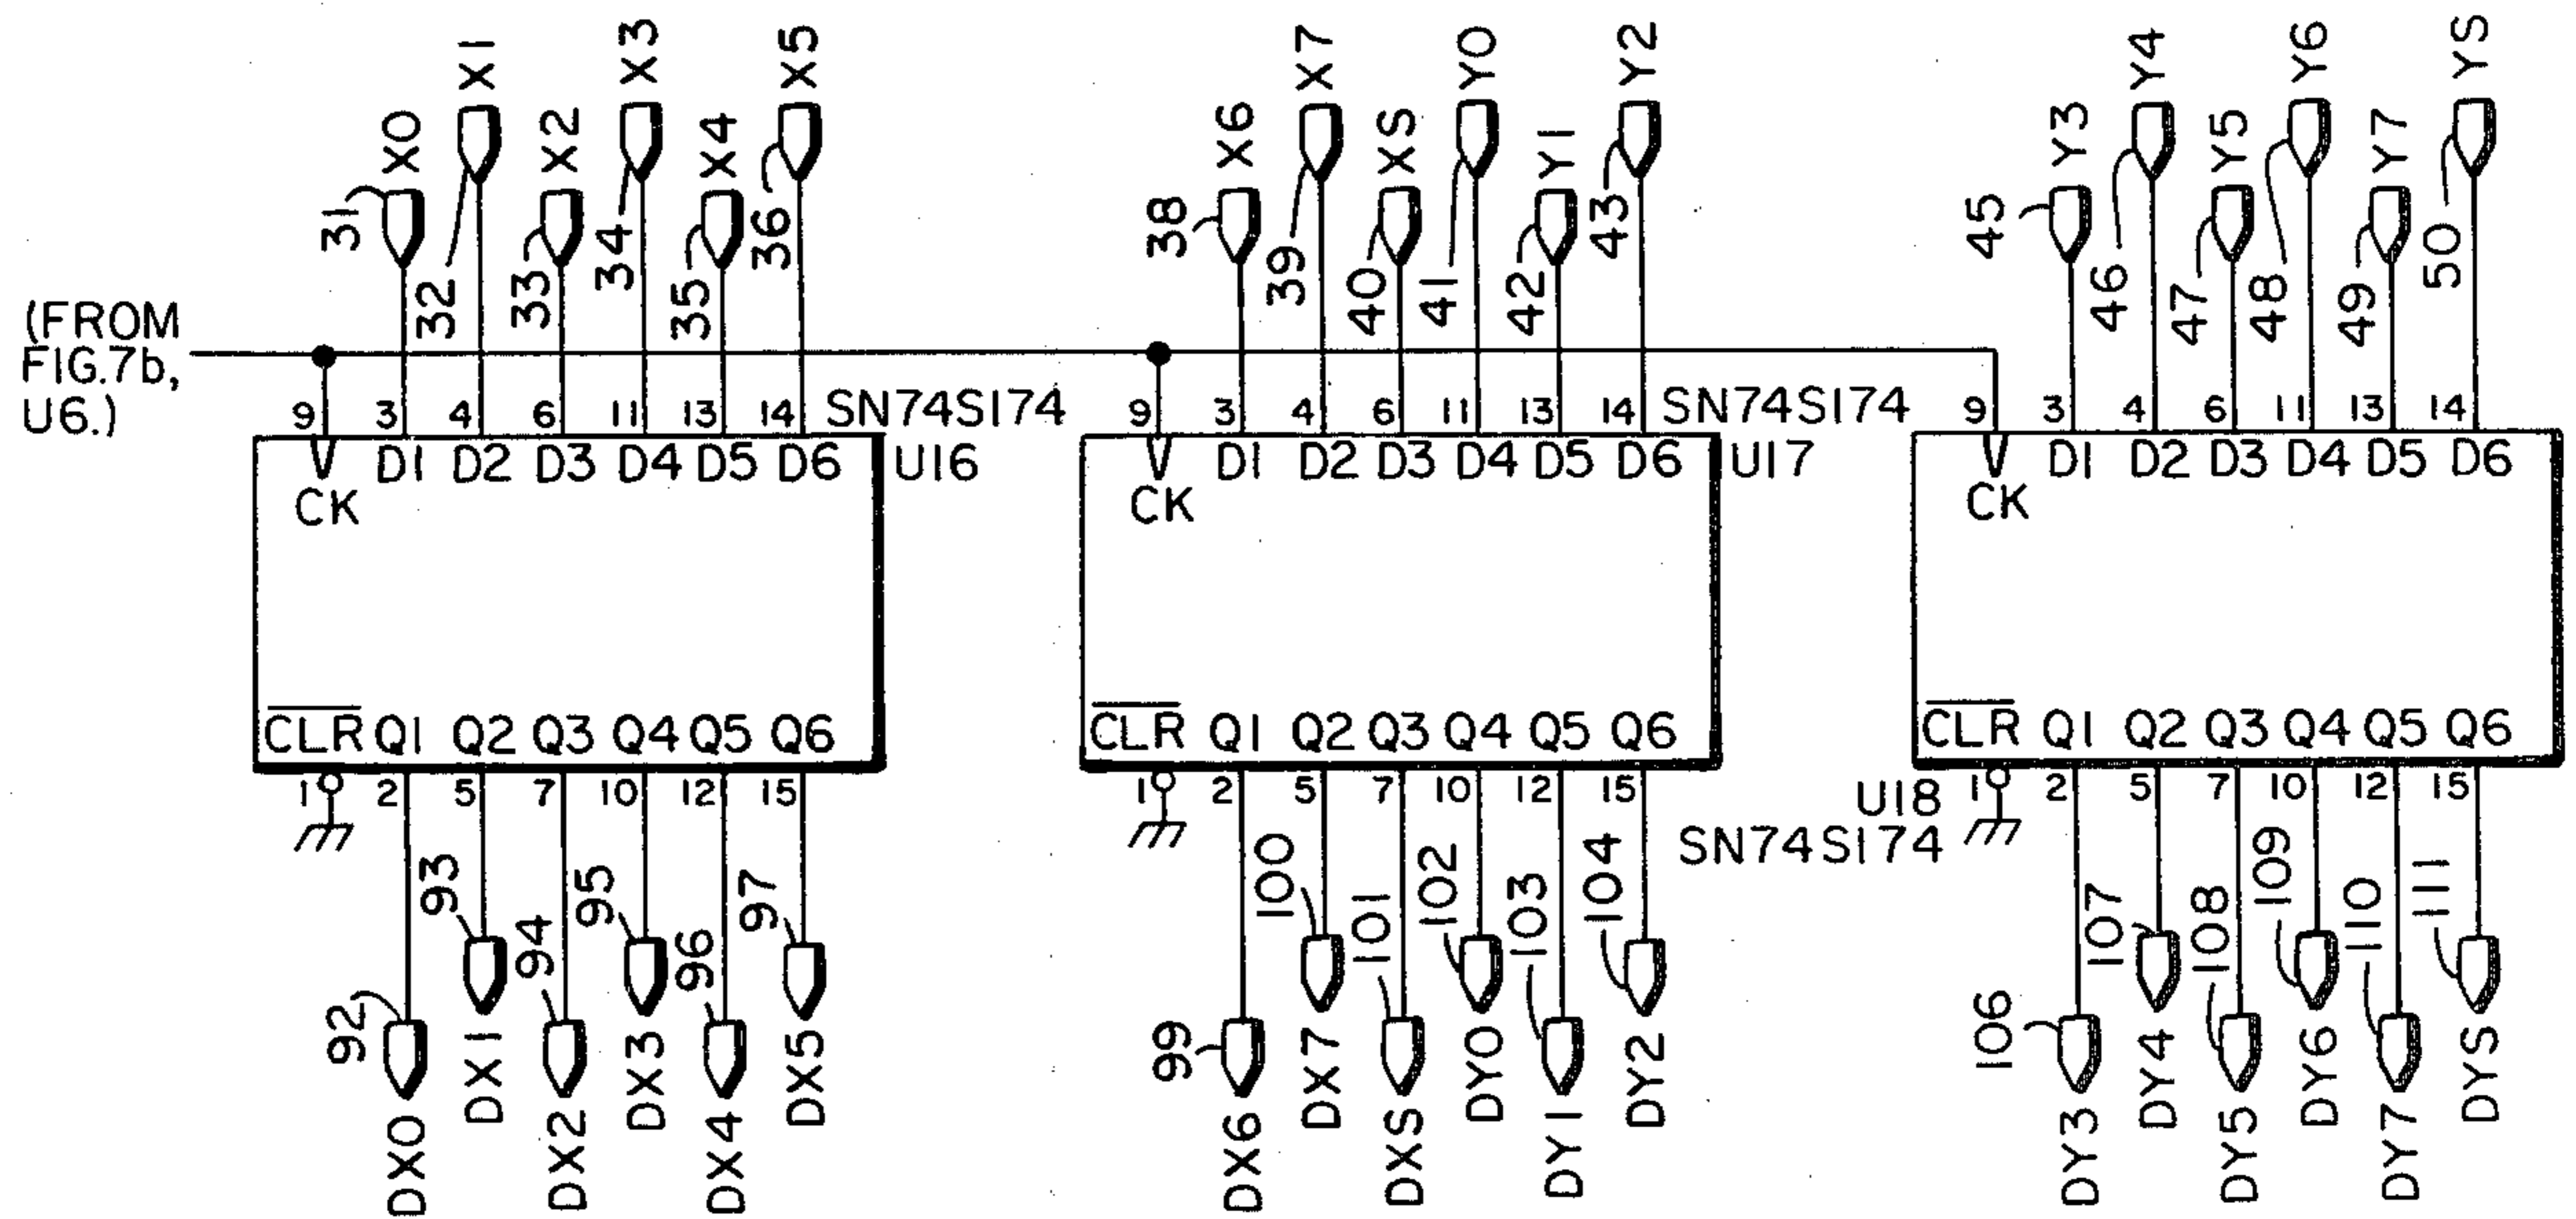 X0 X1 X2 X3 X4 X5
31 32 33 34 35 36
X6 X7 XS Y0 Y1 Y2
38 39 40 41 42 43
Y3 Y4 Y5 Y6 Y7 YS
45 46 47 48 49 50
(FROM
FIG.7b,
U6.)
9 3 4 6 11 13 14
SN74S174
U16
D1 D2 D3 D4 D5 D6
CK
CLR Q1 Q2 Q3 Q4 Q5 Q6
1 2 5 7 10 12 15
92 93 94 95 96 97
DX0 DX1 DX2 DX3 DX4 DX5
9 3 4 6 11 13 14
SN74S174
U17
D1 D2 D3 D4 D5 D6
CK
CLR Q1 Q2 Q3 Q4 Q5 Q6
1 2 5 7 10 12 15
99 100 101 102 103 104
DX6 DX7 DXS DY0 DY1 DY2
9 3 4 6 11 13 14
D1 D2 D3 D4 D5 D6
CK
CLR Q1 Q2 Q3 Q4 Q5 Q6
U18
SN74S174
1 2 5 7 10 12 15
106 107 108 109 110 111
DY3 DY4 DY5 DY6 DY7 DYS